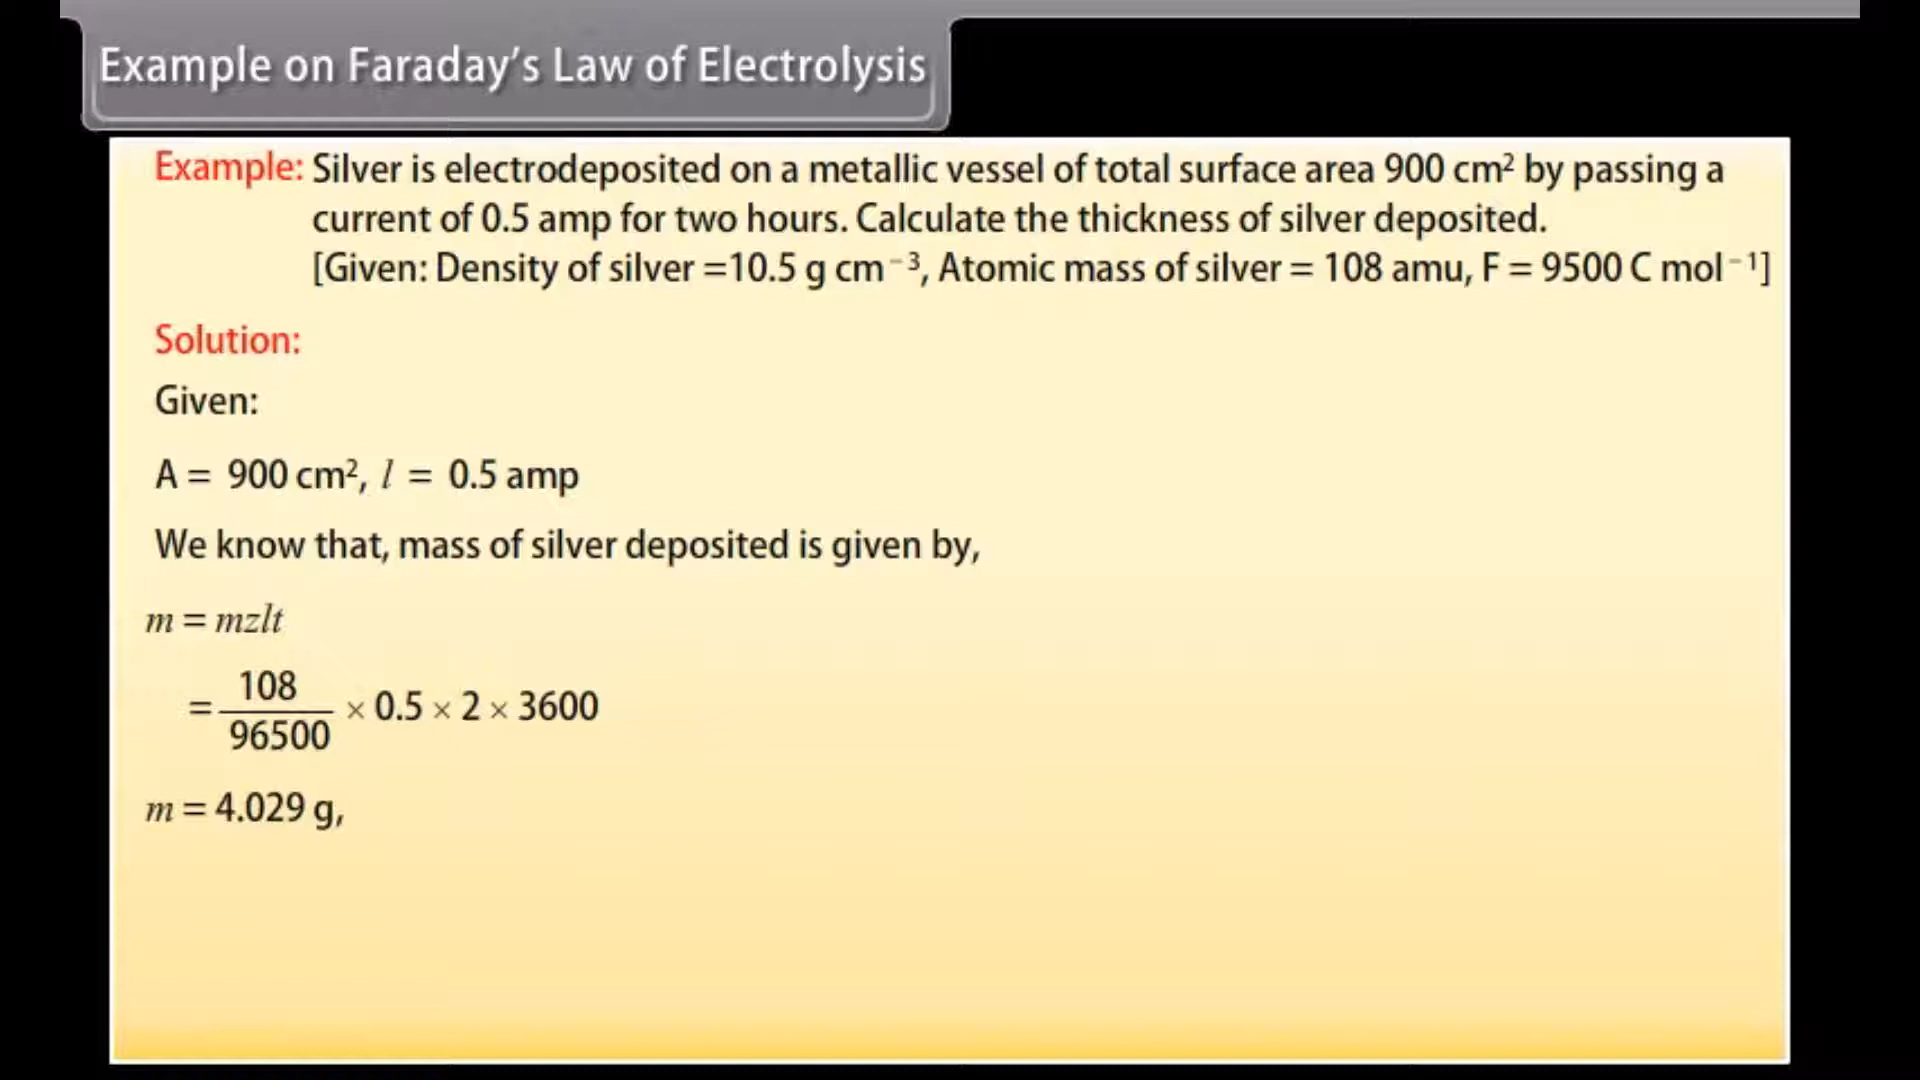 Example on Faraday’s Law of Electrolysis
Example: Silver is electrodeposited on a metallic vessel of total surface area 900 cm² by passing a
current of 0.5 amp for two hours. Calculate the thickness of silver deposited.
[Given: Density of silver =10.5 g cm⁻³, Atomic mass of silver = 108 amu, F = 9500 C mol⁻¹]
Solution:
Given:
A = 900 cm², l = 0.5 amp
We know that, mass of silver deposited is given by,
m = mzlt
= 108/96500 × 0.5 × 2 × 3600
m = 4.029 g,